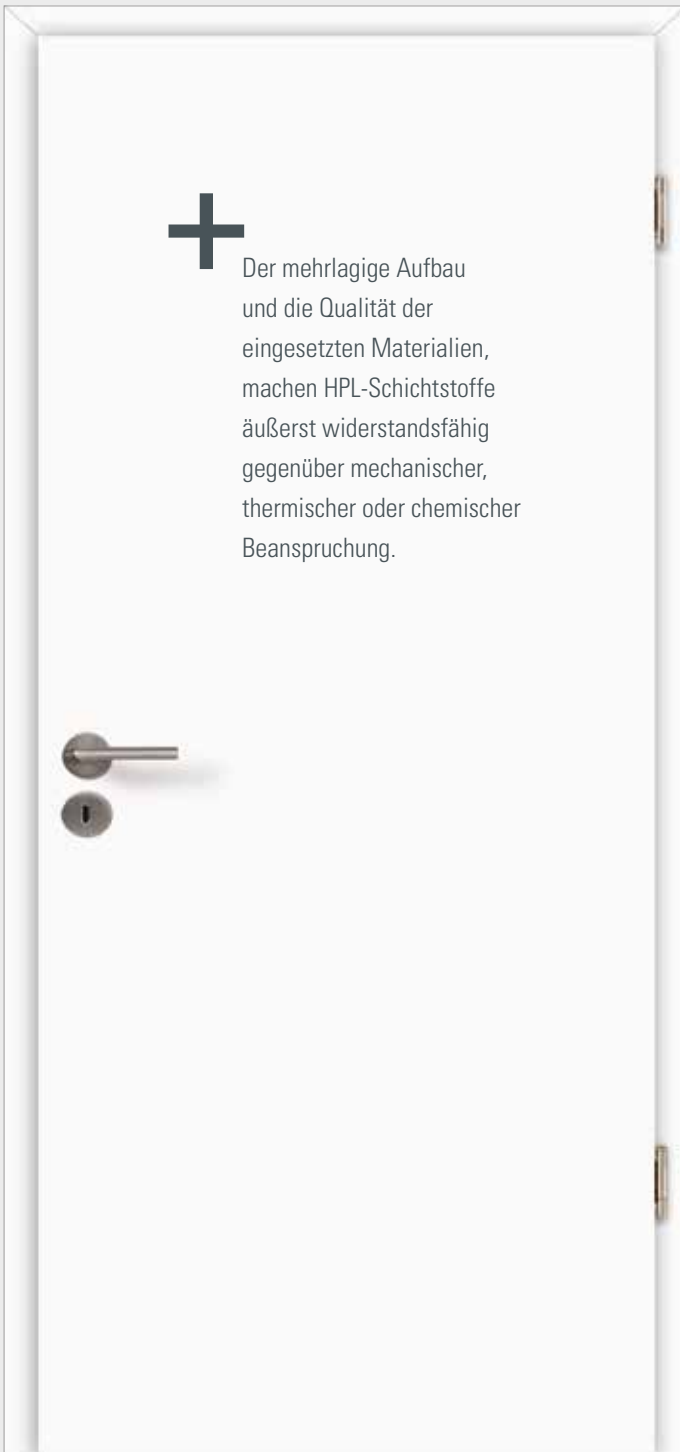 Der mehrlagige Aufbau
und die Qualität der
eingesetzten Materialien,
machen HPL-Schichtstoffe
äußerst widerstandsfähig
gegenüber mechanischer,
thermischer oder chemischer
Beanspruchung.